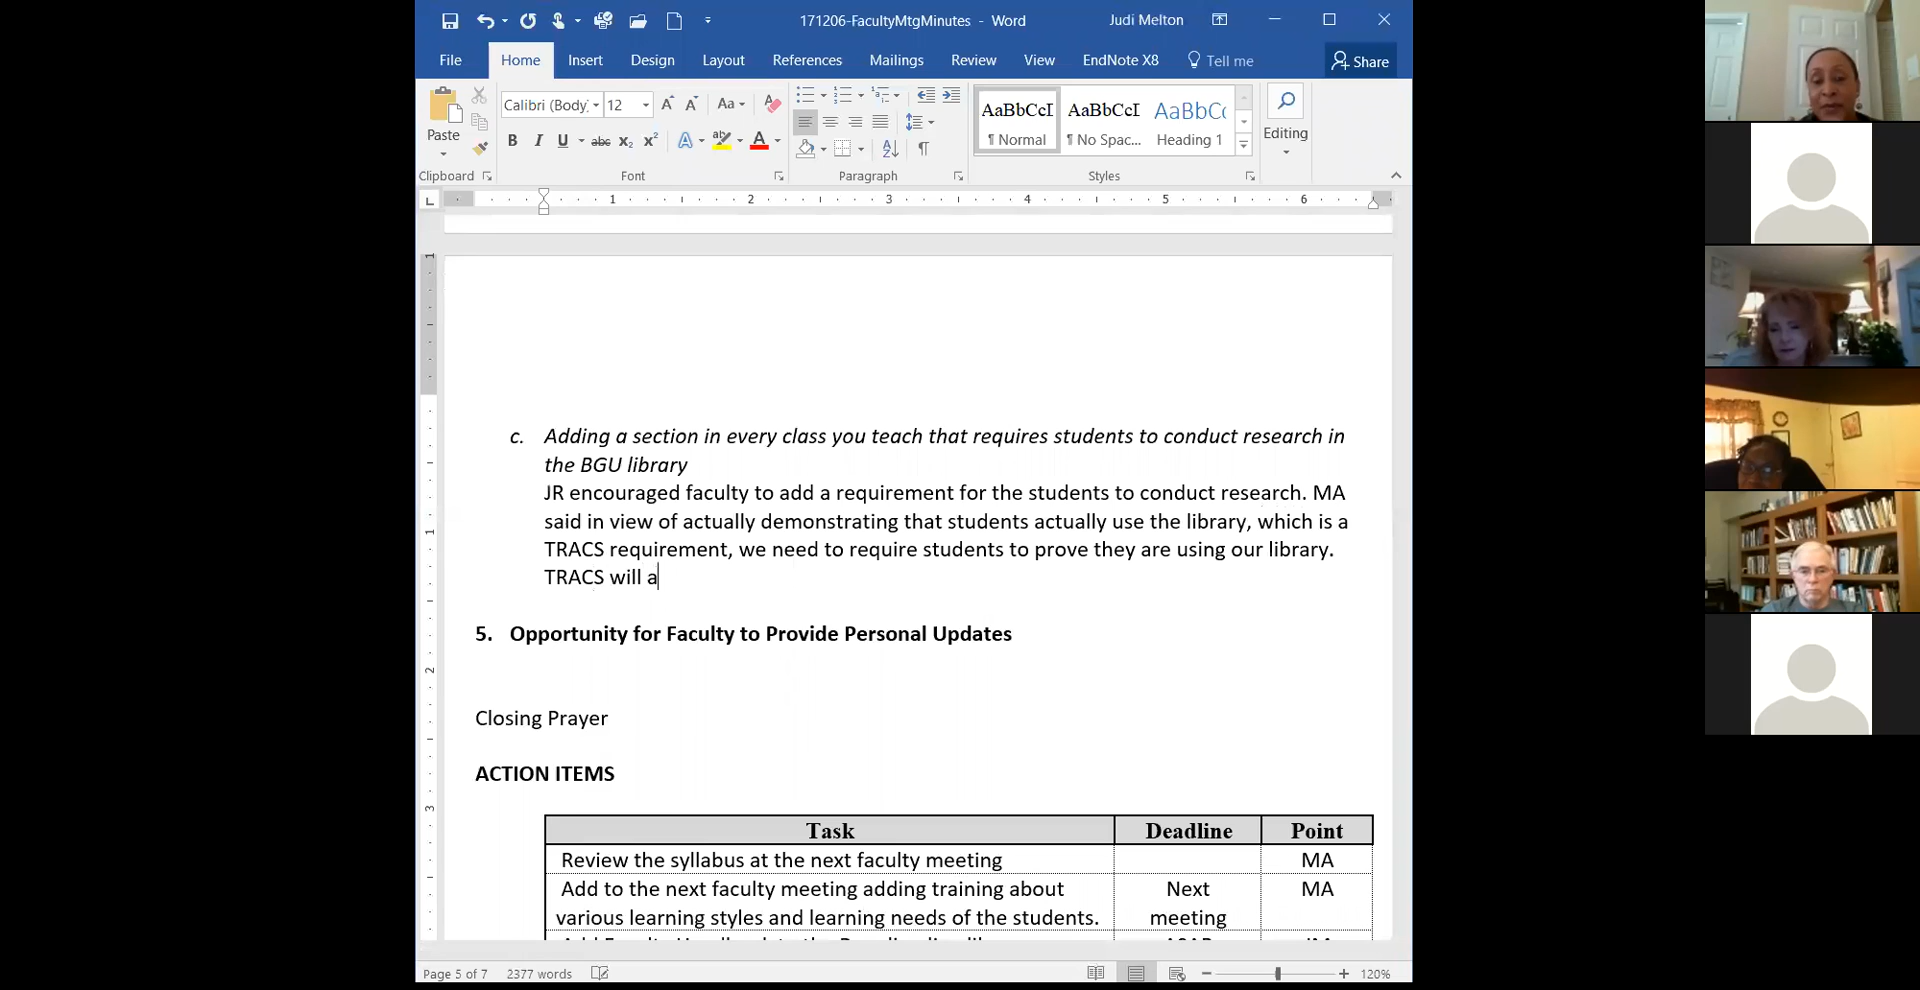 171206-FacultyMtgMinutes - Word
Judi Melton
File Home Insert Design Layout References Mailings Review View EndNote X8 Tell me Share
Paste
Calibri (Body) 12
AaBbCcI AaBbCcI AaBbCc
¶ Normal ¶ No Spac... Heading 1
Editing
Clipboard Font Paragraph Styles
1 2 3 4 5 6
c. Adding a section in every class you teach that requires students to conduct research in
the BGU library
JR encouraged faculty to add a requirement for the students to conduct research. MA
said in view of actually demonstrating that students actually use the library, which is a
TRACS requirement, we need to require students to prove they are using our library.
TRACS will a
5. Opportunity for Faculty to Provide Personal Updates
Closing Prayer
ACTION ITEMS
Task Deadline Point
Review the syllabus at the next faculty meeting MA
Add to the next faculty meeting adding training about Next MA
various learning styles and learning needs of the students. meeting
Page 5 of 7 2377 words 120%